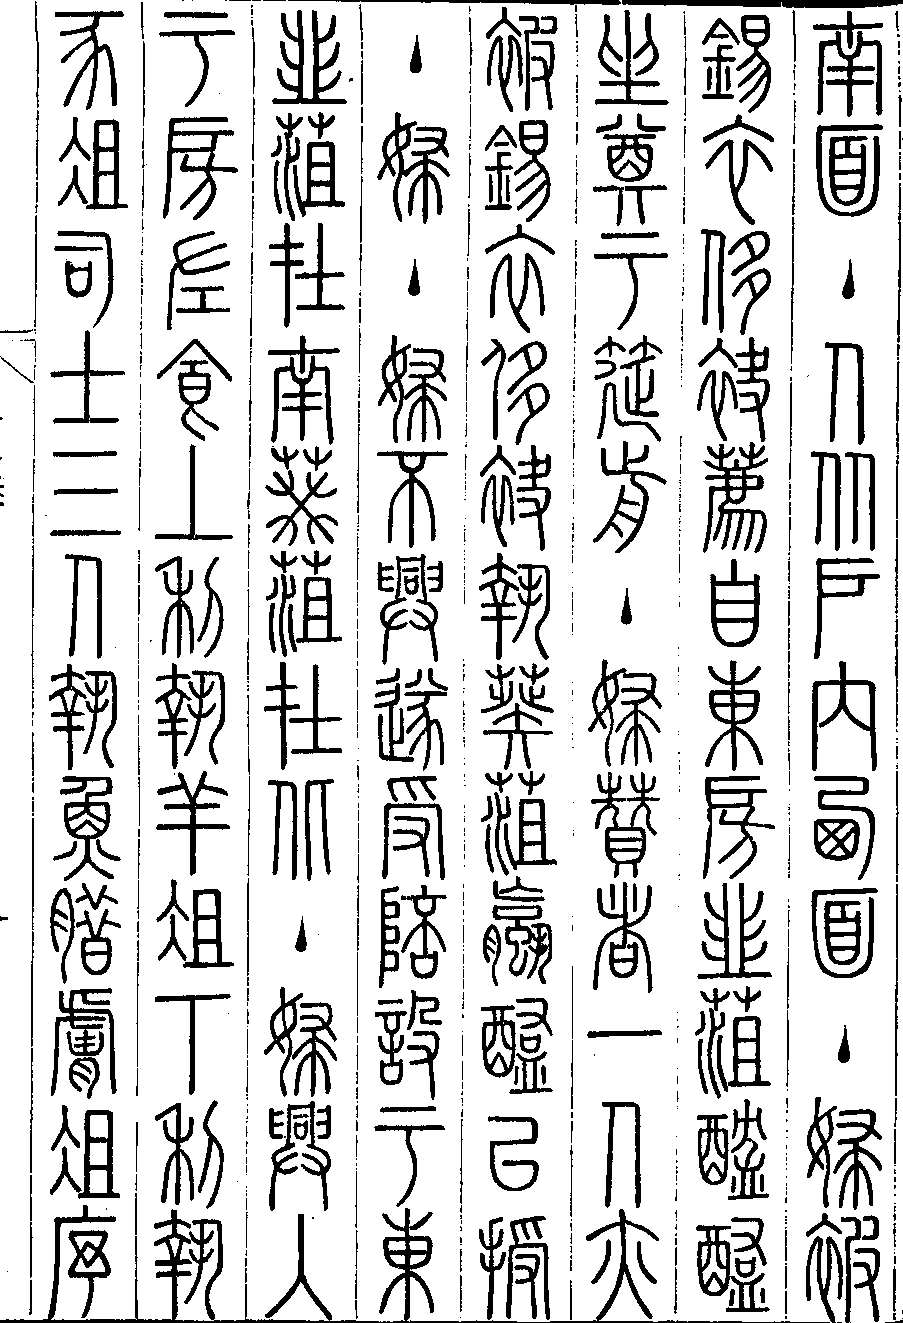 南面主人从戶內西面主婦被
錫衣侈袂薦自東房韭菹醓醢
坐奠于筵前主婦贊者一人亦
被錫衣侈袂執葵菹蠃醢以授
主婦主婦不興遂受陪設于東
韭菹在南葵菹在北主婦興入
于房佐食上利執羊俎下利執
豕俎司士三人執魚腊膚俎序